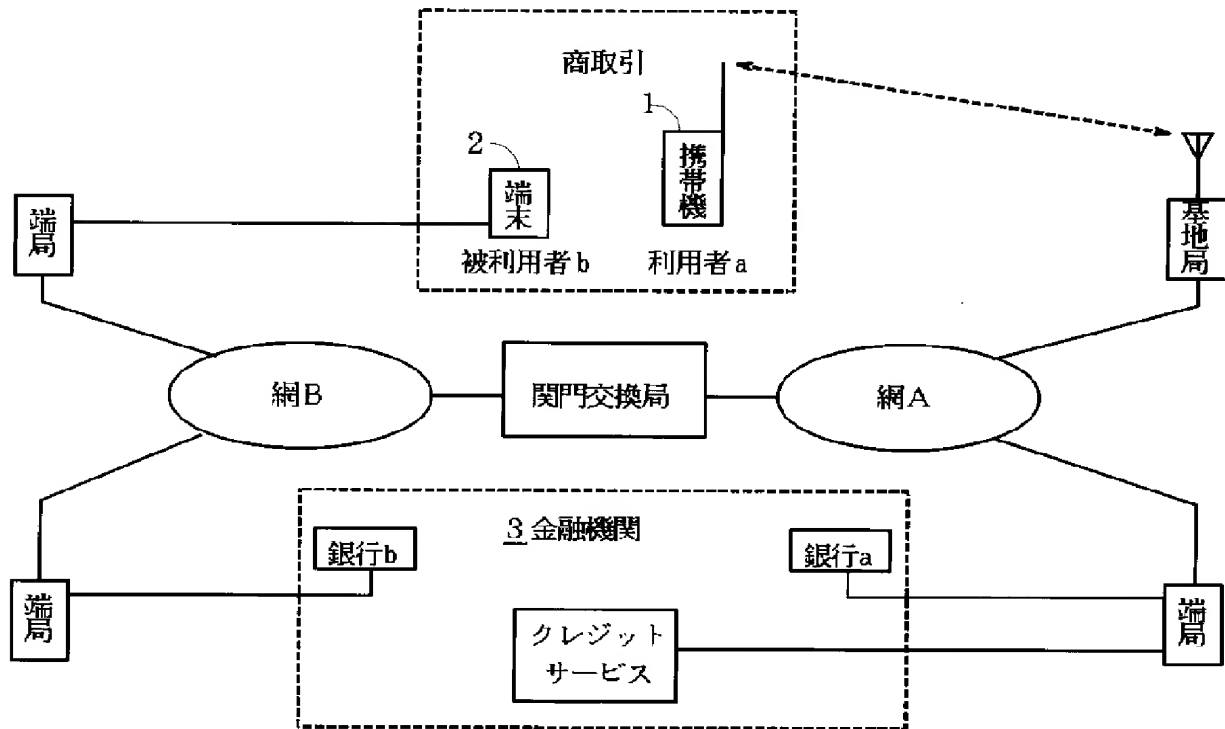 商取引
1
携帯機
2
端末
端局
基地局
被利用者b
利用者a
網B
関門交換局
網A
3 金融機関
銀行b
銀行a
端局
クレジット
サービス
端局